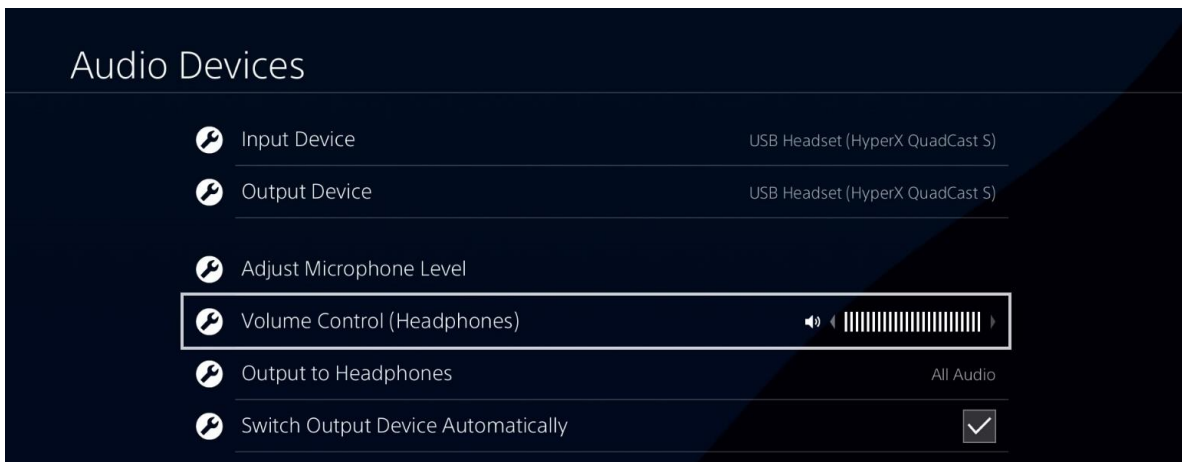 Audio Devices
Input Device USB Headset (HyperX QuadCast S)
Output Device USB Headset (HyperX QuadCast S)
Adjust Microphone Level
Volume Control (Headphones)
Output to Headphones All Audio
Switch Output Device Automatically